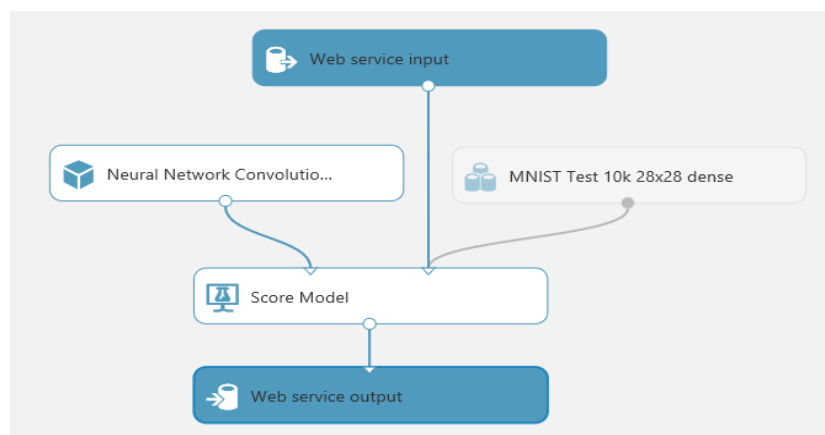 Web service input
Neural Network Convolutio...
MNIST Test 10k 28x28 dense
Score Model
Web service output